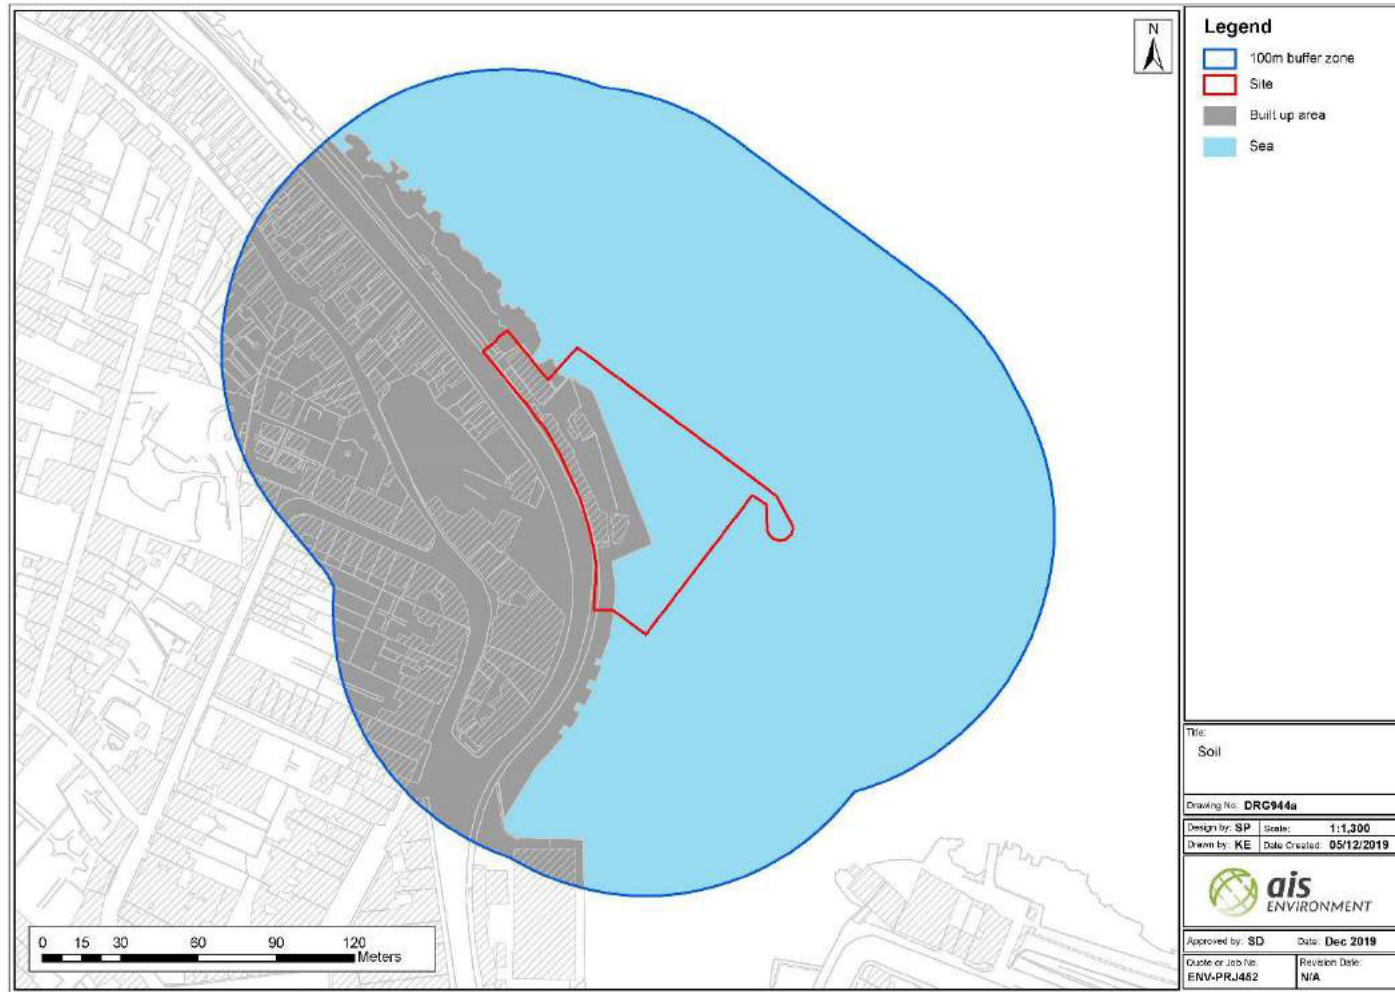 N
Legend
100m buffer zone
Site
Built up area
Sea
0 15 30 60 90 120
Meters
Title:
Soil
Drawing No: DRG944a
Design by: SP Scale: 1:1,300
Drawn by: KE Date Created: 05/12/2019
ais
ENVIRONMENT
Approved by: SD Date: Dec 2019
Quote or Job No. Revision Date:
ENV-PRJ452 N/A